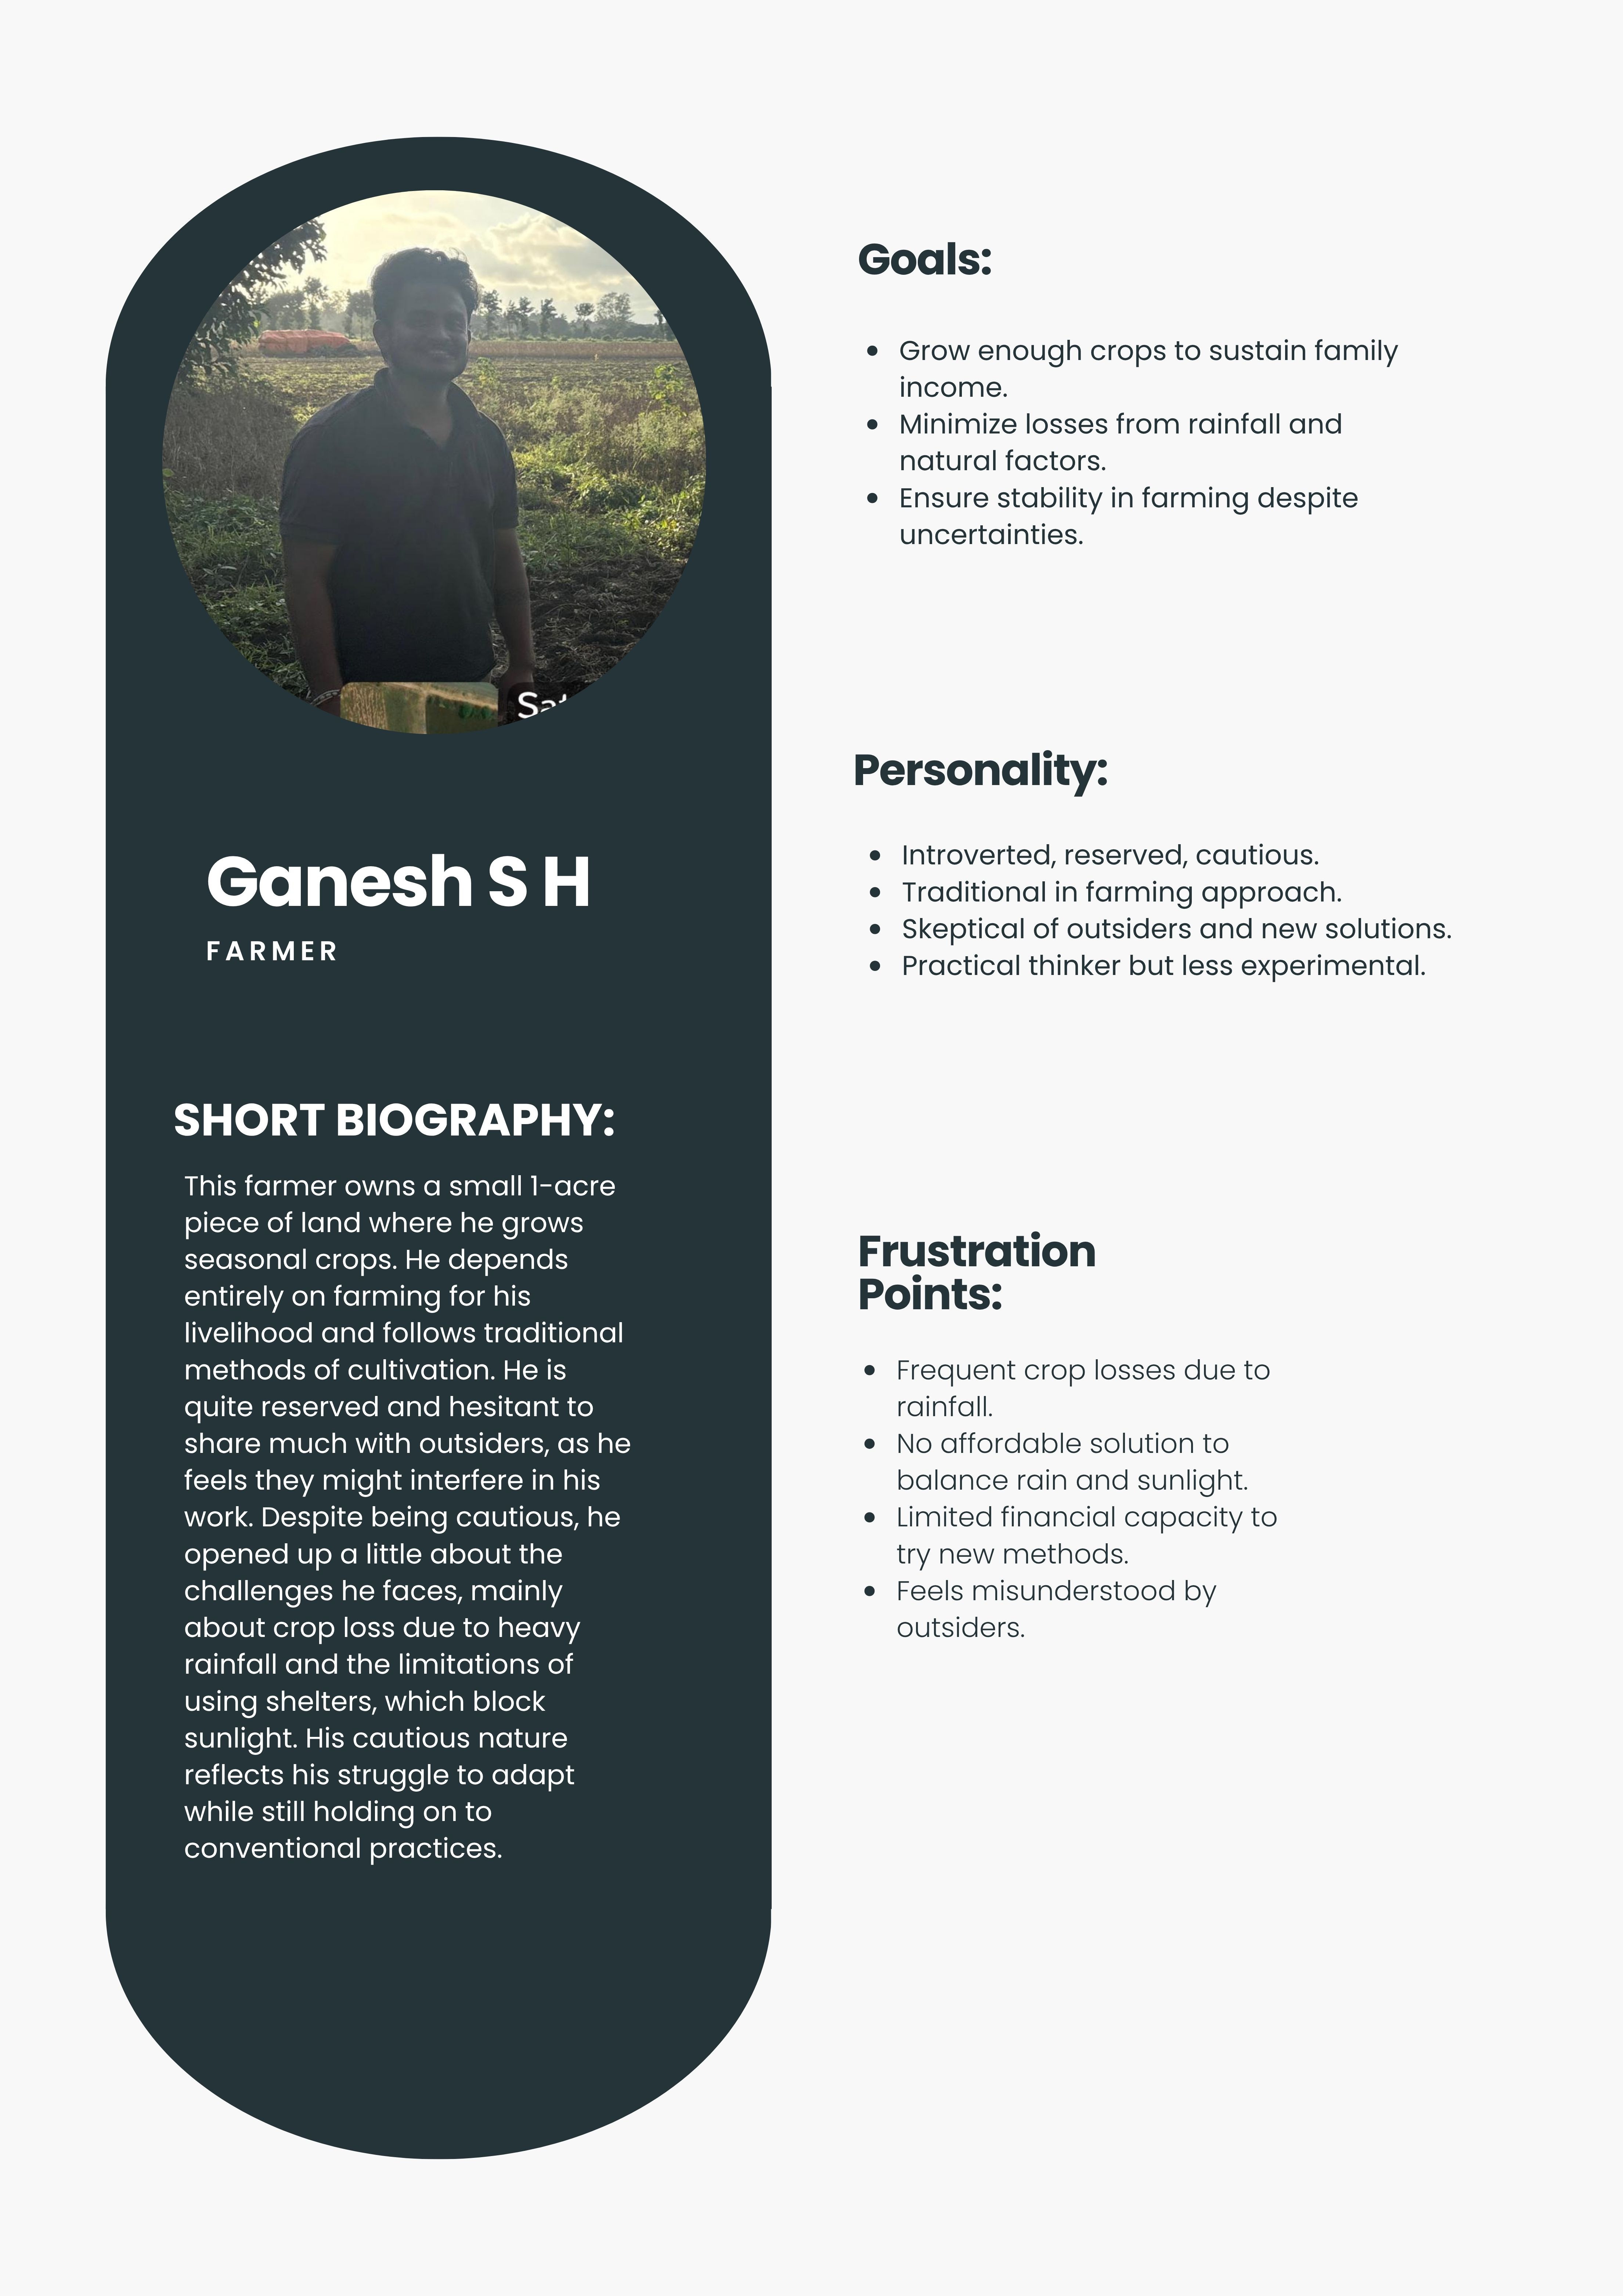 Ganesh S H
FARMER
SHORT BIOGRAPHY:
This farmer owns a small 1-acre
piece of land where he grows
seasonal crops. He depends
entirely on farming for his
livelihood and follows traditional
methods of cultivation. He is
quite reserved and hesitant to
share much with outsiders, as he
feels they might interfere in his
work. Despite being cautious, he
opened up a little about the
challenges he faces, mainly
about crop loss due to heavy
rainfall and the limitations of
using shelters, which block
sunlight. His cautious nature
reflects his struggle to adapt
while still holding on to
conventional practices.
Goals:
• Grow enough crops to sustain family
income.
• Minimize losses from rainfall and
natural factors.
• Ensure stability in farming despite
uncertainties.
Personality:
• Introverted, reserved, cautious.
• Traditional in farming approach.
• Skeptical of outsiders and new solutions.
• Practical thinker but less experimental.
Frustration
Points:
• Frequent crop losses due to
rainfall.
• No affordable solution to
balance rain and sunlight.
• Limited financial capacity to
try new methods.
• Feels misunderstood by
outsiders.